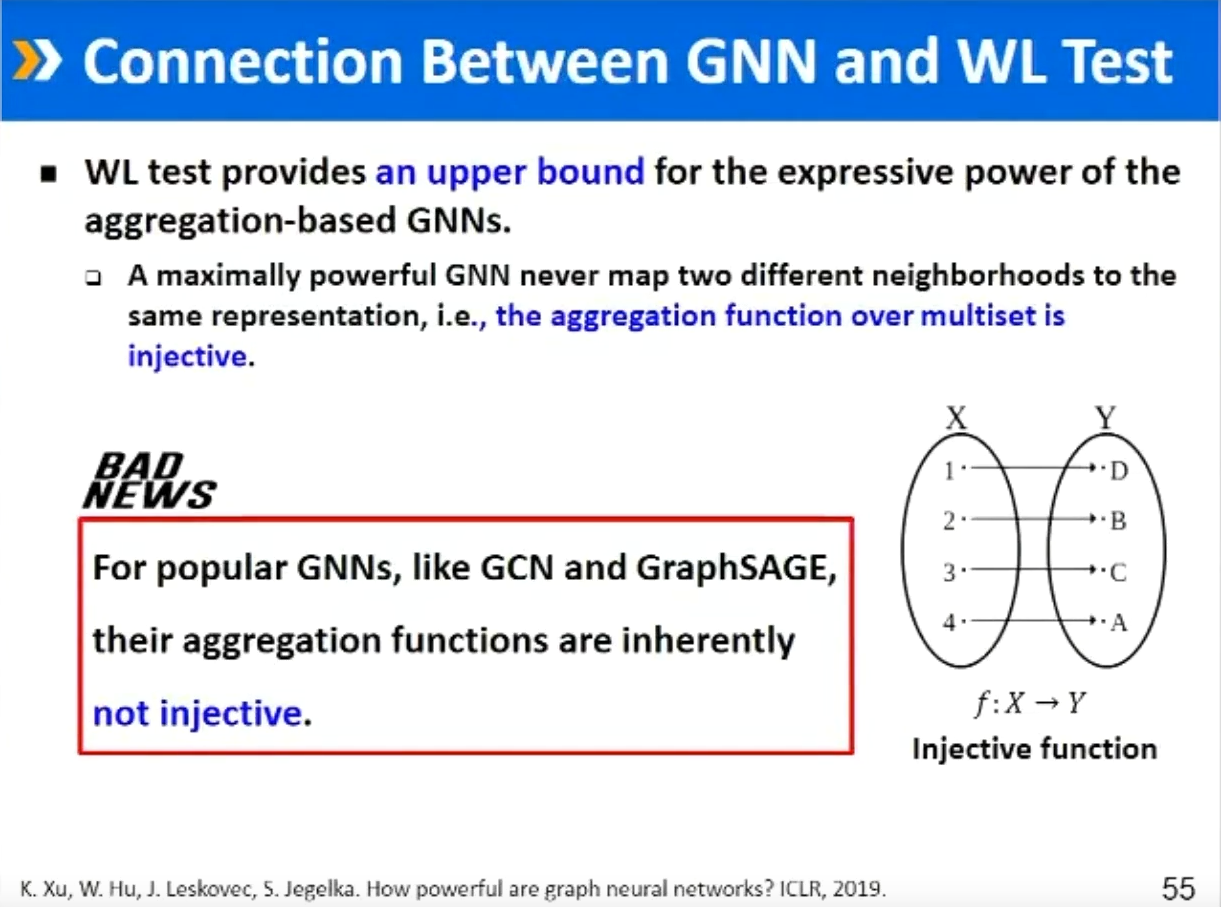 Connection Between GNN and WL Test
WL test provides an upper bound for the expressive power of the
aggregation-based GNNs.
A maximally powerful GNN never map two different neighborhoods to the
same representation, i.e., the aggregation function over multiset is
injective.
BAD
NEWS
For popular GNNs, like GCN and GraphSAGE,
their aggregation functions are inherently
not injective.
X Y
1 D
2 B
3 C
4 A
f: X → Y
Injective function
K. Xu, W. Hu, J. Leskovec, S. Jegelka. How powerful are graph neural networks? ICLR, 2019.
55